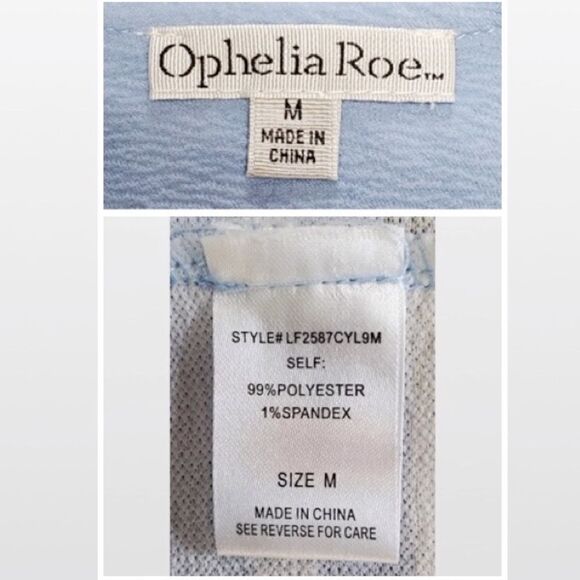 Ophelia Roe™
M
MADE IN
CHINA
STYLE# LF2587CYL9M
SELF:
99%POLYESTER
1%SPANDEX
SIZE M
MADE IN CHINA
SEE REVERSE FOR CARE